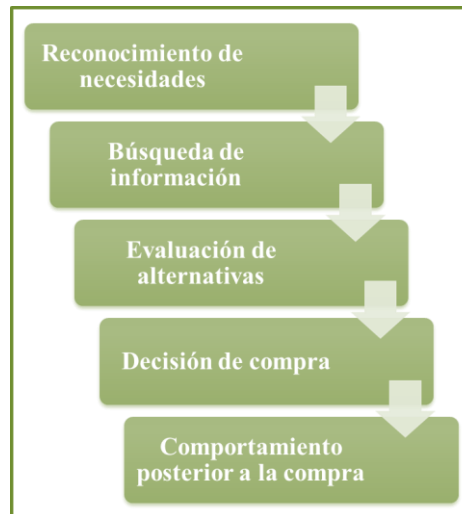 Reconocimiento de
necesidades
Búsqueda de
información
Evaluación de
alternativas
Decisión de compra
Comportamiento
posterior a la compra